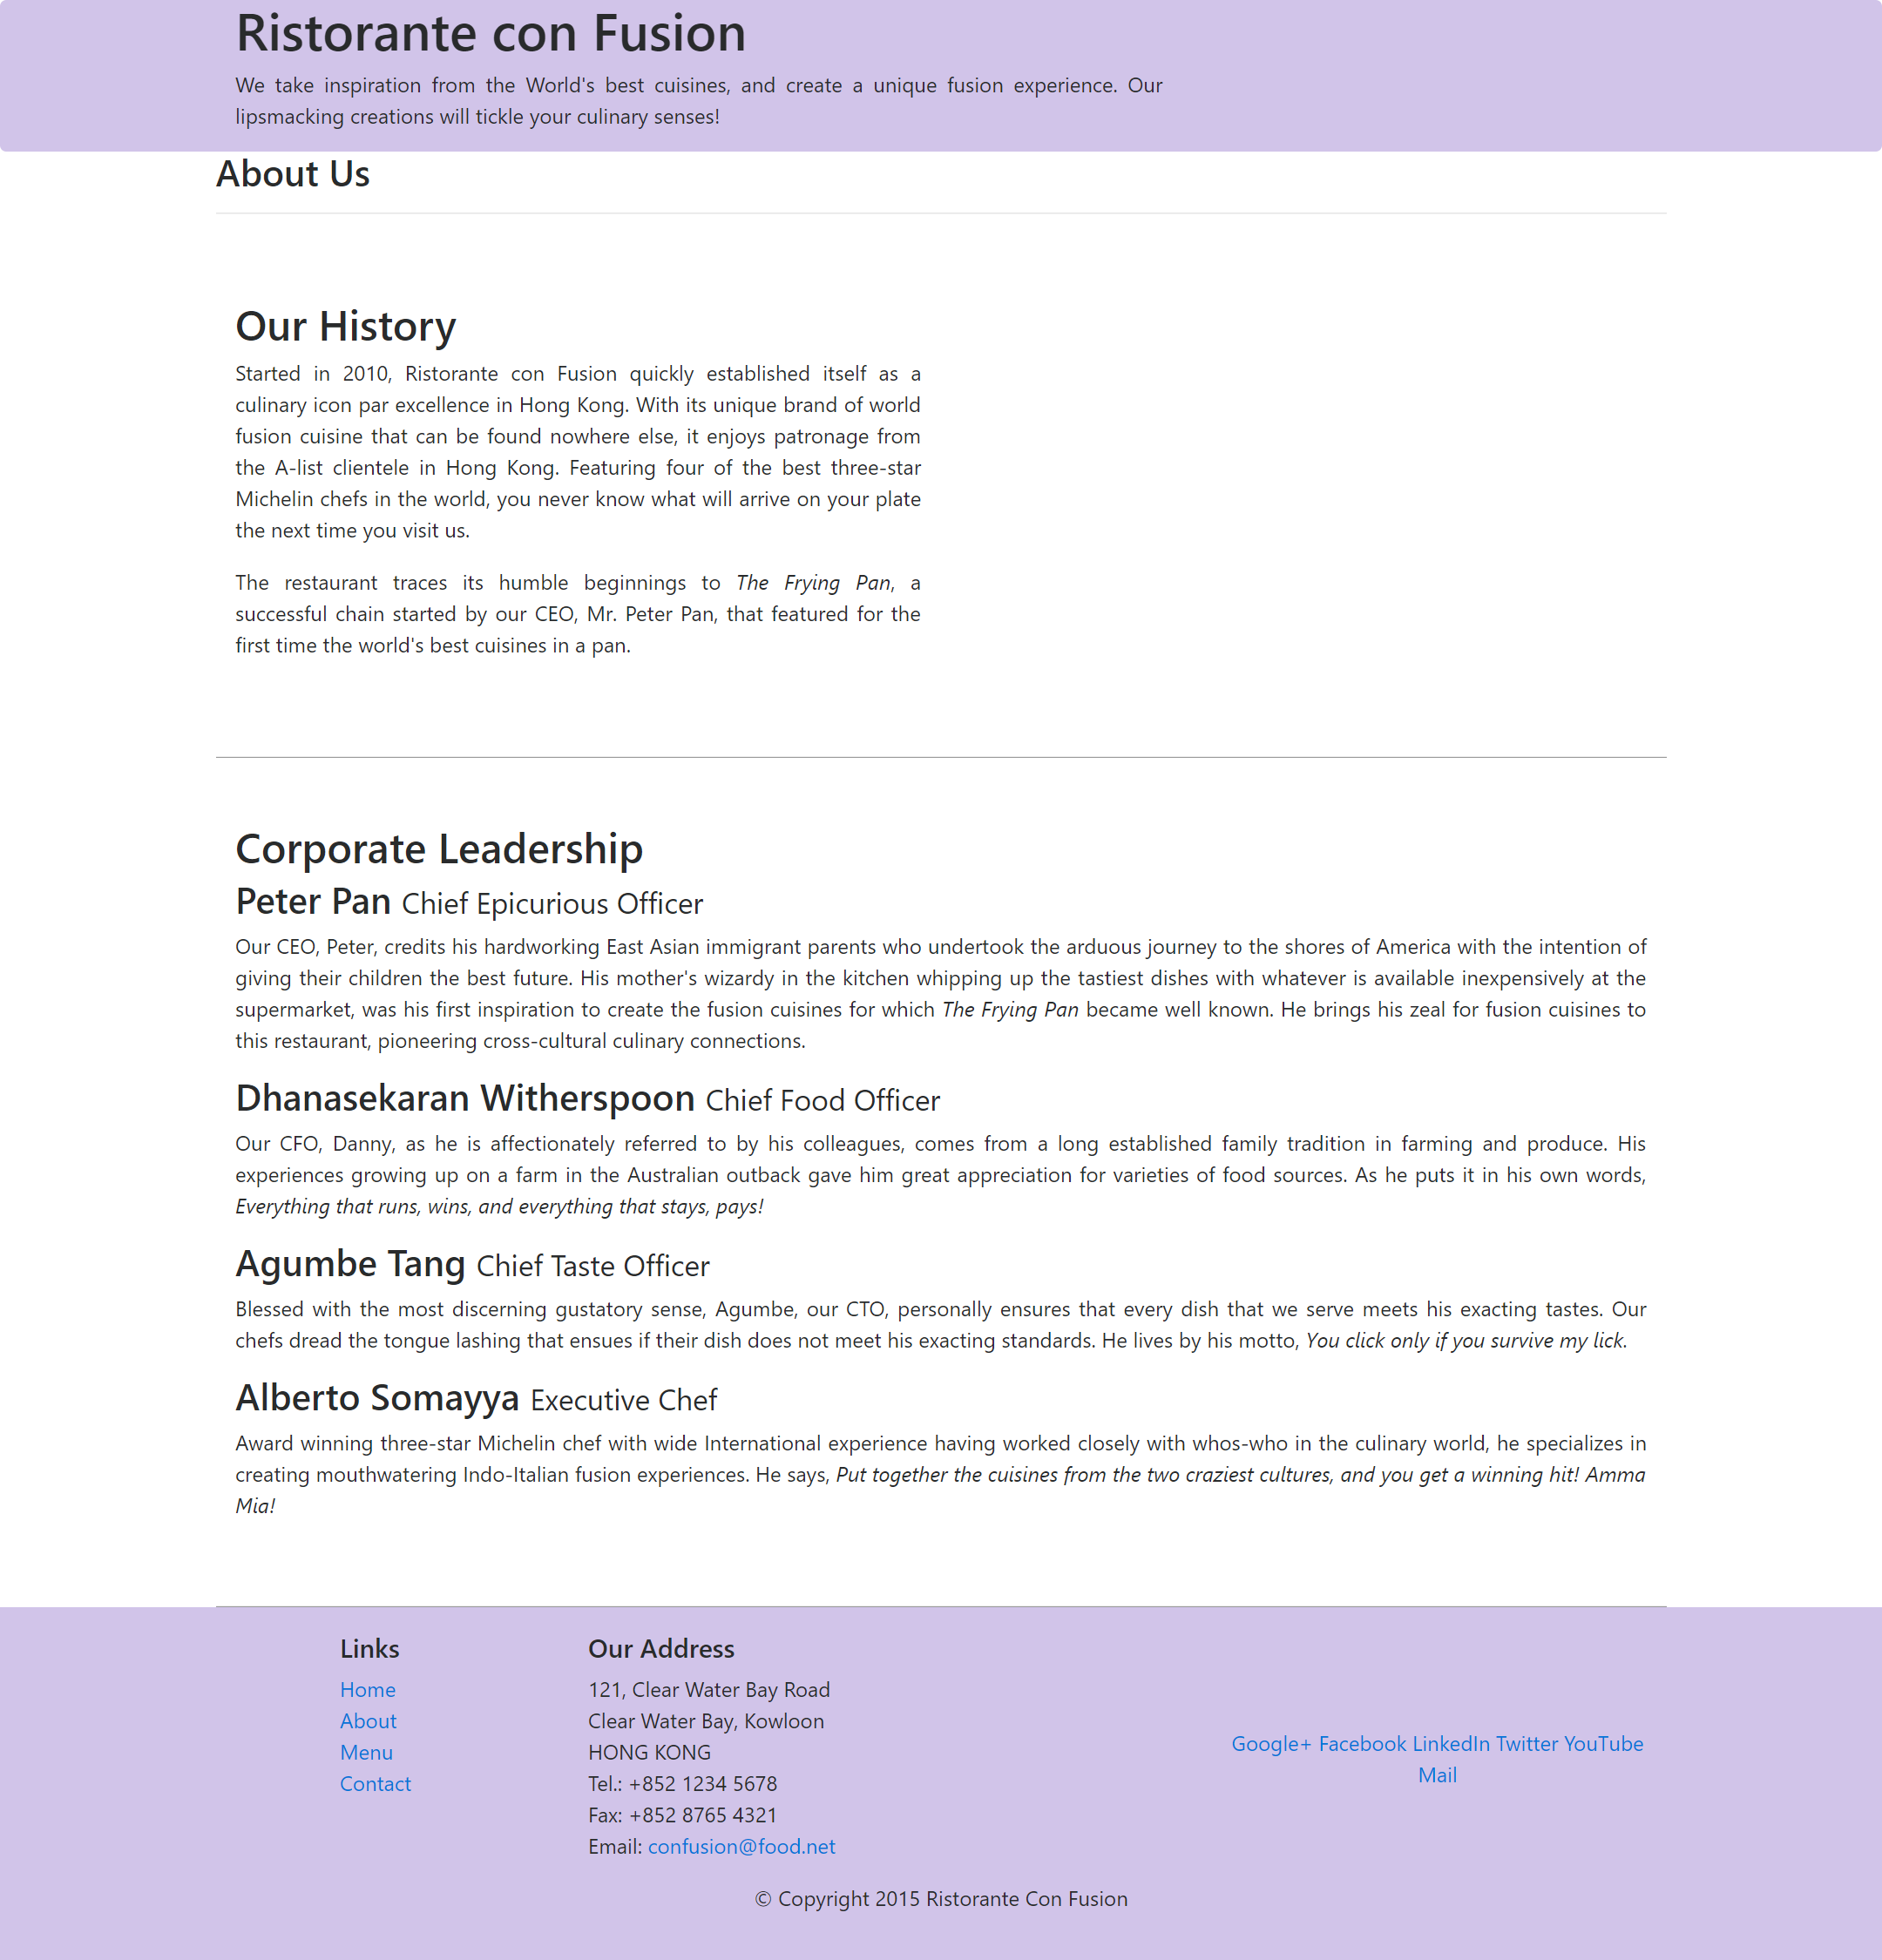 Ristorante con Fusion
We take inspiration from the World's best cuisines, and create a unique fusion experience. Our
lipsmacking creations will tickle your culinary senses!
About Us
Our History
Started in 2010, Ristorante con Fusion quickly established itself as a
culinary icon par excellence in Hong Kong. With its unique brand of world
fusion cuisine that can be found nowhere else, it enjoys patronage from
the A-list clientele in Hong Kong. Featuring four of the best three-star
Michelin chefs in the world, you never know what will arrive on your plate
the next time you visit us.
The restaurant traces its humble beginnings to The Frying Pan, a
successful chain started by our CEO, Mr. Peter Pan, that featured for the
first time the world's best cuisines in a pan.
Corporate Leadership
Peter Pan Chief Epicurious Officer
Our CEO, Peter, credits his hardworking East Asian immigrant parents who undertook the arduous journey to the shores of America with the intention of
giving their children the best future. His mother's wizardy in the kitchen whipping up the tastiest dishes with whatever is available inexpensively at the
supermarket, was his first inspiration to create the fusion cuisines for which The Frying Pan became well known. He brings his zeal for fusion cuisines to
this restaurant, pioneering cross-cultural culinary connections.
Dhanasekaran Witherspoon Chief Food Officer
Our CFO, Danny, as he is affectionately referred to by his colleagues, comes from a long established family tradition in farming and produce. His
experiences growing up on a farm in the Australian outback gave him great appreciation for varieties of food sources. As he puts it in his own words,
Everything that runs, wins, and everything that stays, pays!
Agumbe Tang Chief Taste Officer
Blessed with the most discerning gustatory sense, Agumbe, our CTO, personally ensures that every dish that we serve meets his exacting tastes. Our
chefs dread the tongue lashing that ensues if their dish does not meet his exacting standards. He lives by his motto, You click only if you survive my lick.
Alberto Somayya Executive Chef
Award winning three-star Michelin chef with wide International experience having worked closely with whos-who in the culinary world, he specializes in
creating mouthwatering Indo-Italian fusion experiences. He says, Put together the cuisines from the two craziest cultures, and you get a winning hit! Amma
Mia!
Links
Home
About
Menu
Contact
Our Address
121, Clear Water Bay Road
Clear Water Bay, Kowloon
HONG KONG
Tel.: +852 1234 5678
Fax: +852 8765 4321
Email: confusion@food.net
Google+ Facebook LinkedIn Twitter YouTube
Mail
© Copyright 2015 Ristorante Con Fusion